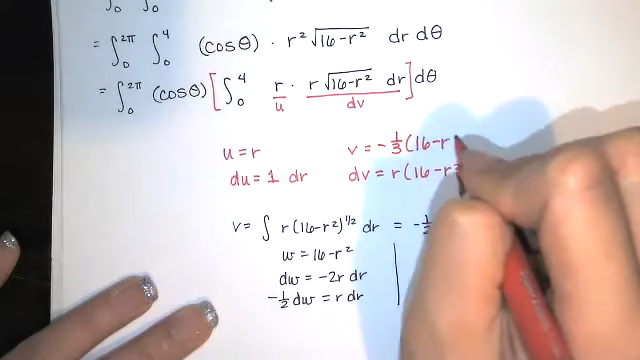 = ∫₀^2π ∫₀^4 (cosθ) · r² √16-r² dr dθ
= ∫₀^2π (cosθ) [ ∫₀^4 r · r √16-r² dr ] dθ
u dv
u = r v = -1/3 (16-r
du = 1 dr dv = r (16-r²
v = ∫ r (16-r²)^1/2 dr = -1/2
w = 16-r²
dw = -2r dr
-1/2 dw = r dr